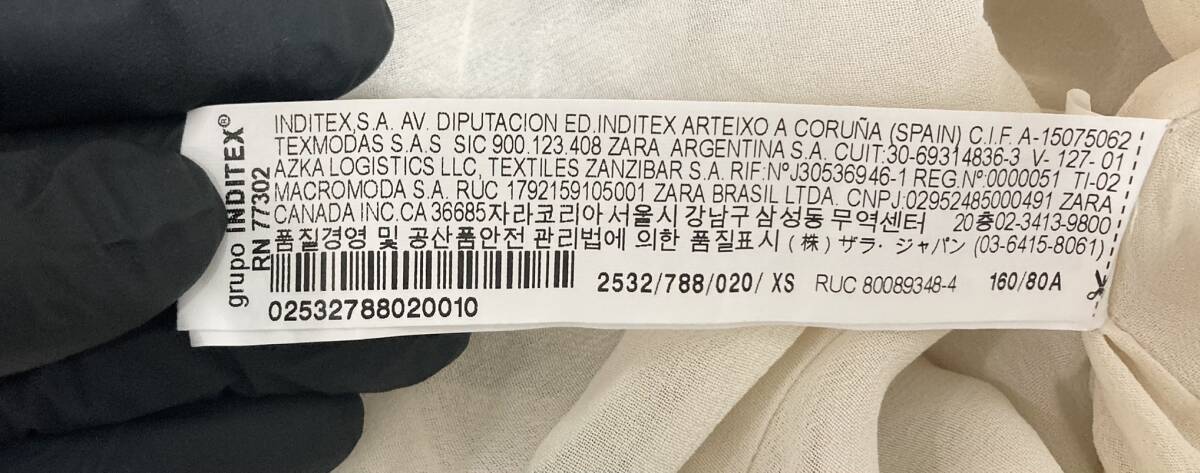 grupo INDITEX®
RN 77302
INDITEX,S.A. AV. DIPUTACION ED.INDITEX ARTEIXO A CORUÑA (SPAIN) C.I.F. A-15075062
TEXMODAS S.A.S SIC 900.123.408 ZARA ARGENTINA S.A. CUIT:30-69314836-3 V- 127- 01
AZKA LOGISTICS LLC, TEXTILES ZANZIBAR S.A. RIF:NºJ30536946-1 REG.Nº:0000051 TI-02
MACROMODA S.A. RUC 1792159105001 ZARA BRASIL LTDA. CNPJ:02952485000491 ZARA
CANADA INC.CA 36685자라코리아 서울시 강남구 삼성동 무역센터 20층02-3413-9800
품질경영 및 공산품안전 관리법에 의한 품질표시 (株) ザラ・ジャパン (03-6415-8061)
2532/788/020/ XS RUC 80089348-4 160/80A
02532788020010